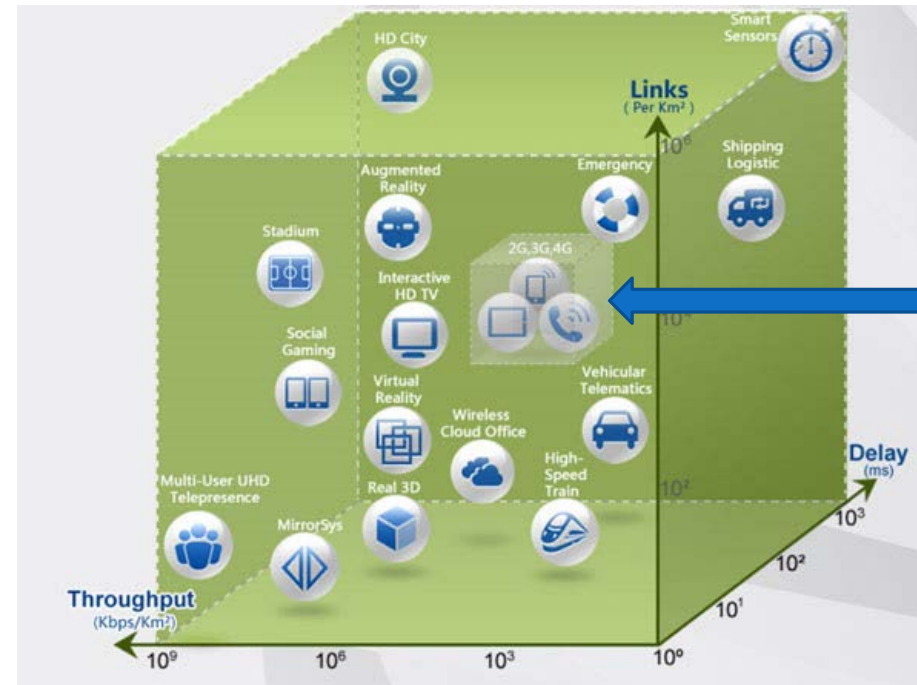 Smart
Sensors
HD City
Links
( Per Km² )
10⁶
Shipping
Logistic
Emergency
Augmented
Reality
Stadium
2G,3G,4G
Interactive
HD TV
Social
Gaming
Virtual
Reality
Vehicular
Telematics
Wireless
Cloud Office
High-
Speed
Train
10²
Delay
(ms)
Multi-User UHD
Telepresence
Real 3D
MirrorSys
10³
10²
10¹
Throughput
(Kbps/Km²)
10⁹
10⁶
10³
10⁰